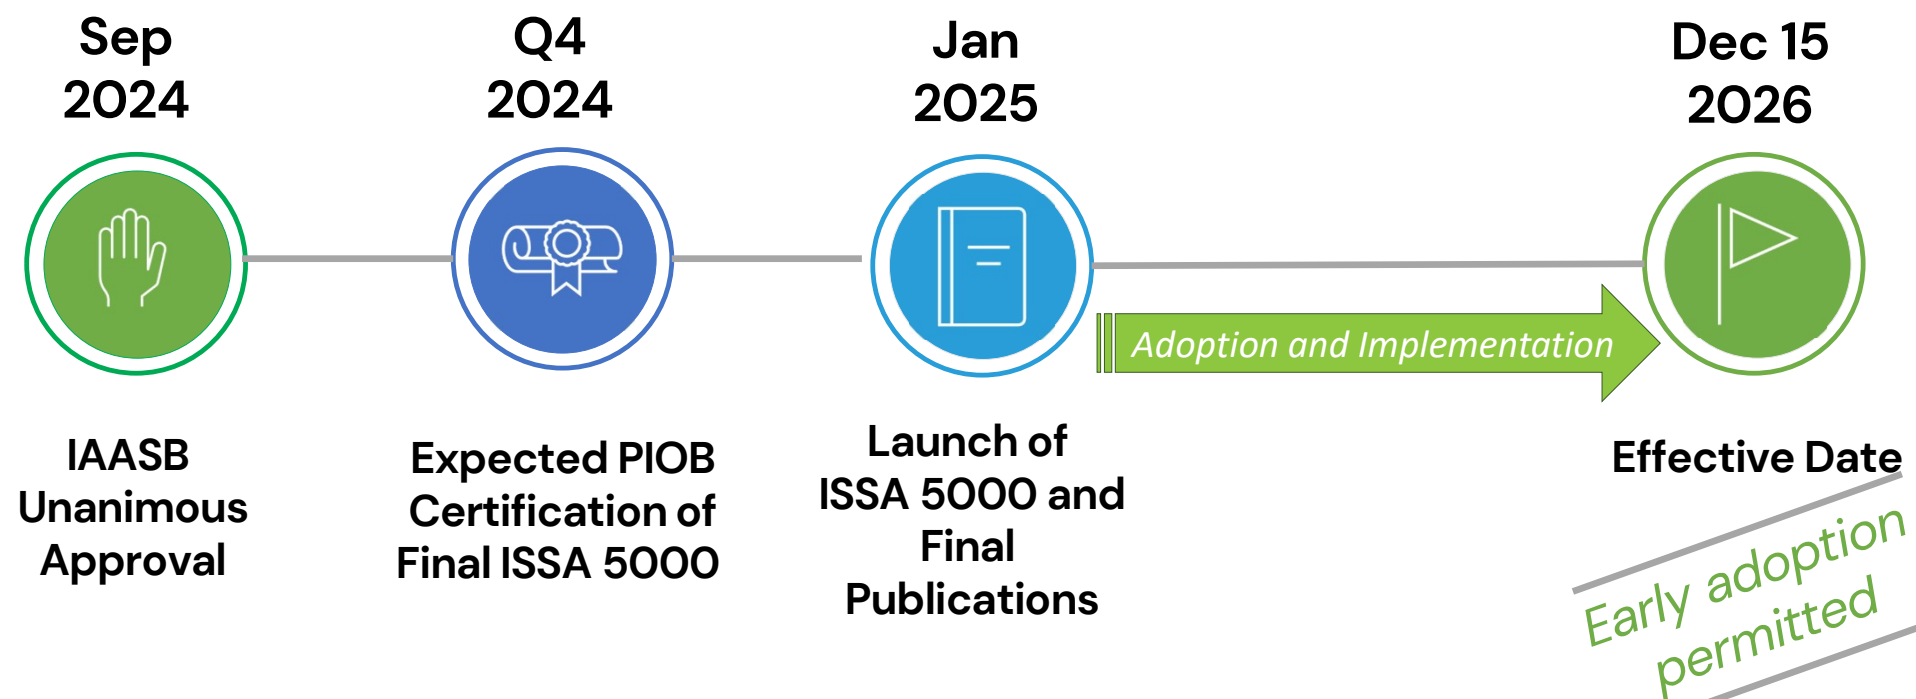 Sep
2024
Q4
2024
Jan
2025
Dec 15
2026
Adoption and Implementation
IAASB
Unanimous
Approval
Expected PIOB
Certification of
Final ISSA 5000
Launch of
ISSA 5000 and
Final
Publications
Effective Date
Early adoption
permitted